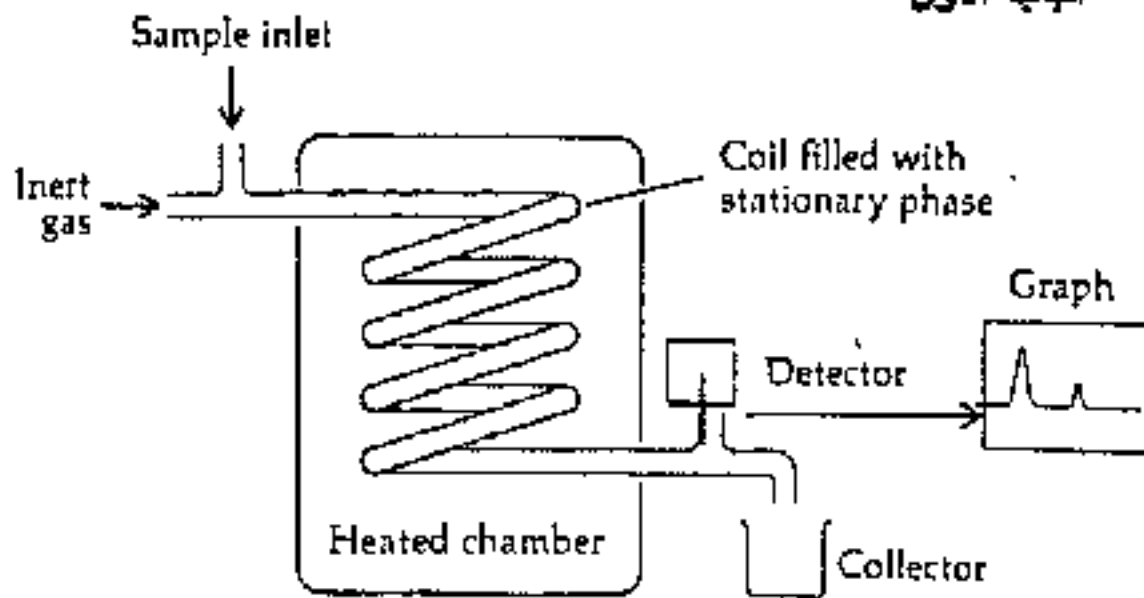 Sample inlet
Inert
gas
Coil filled with
stationary phase
Graph
Detector
Heated chamber
Collector